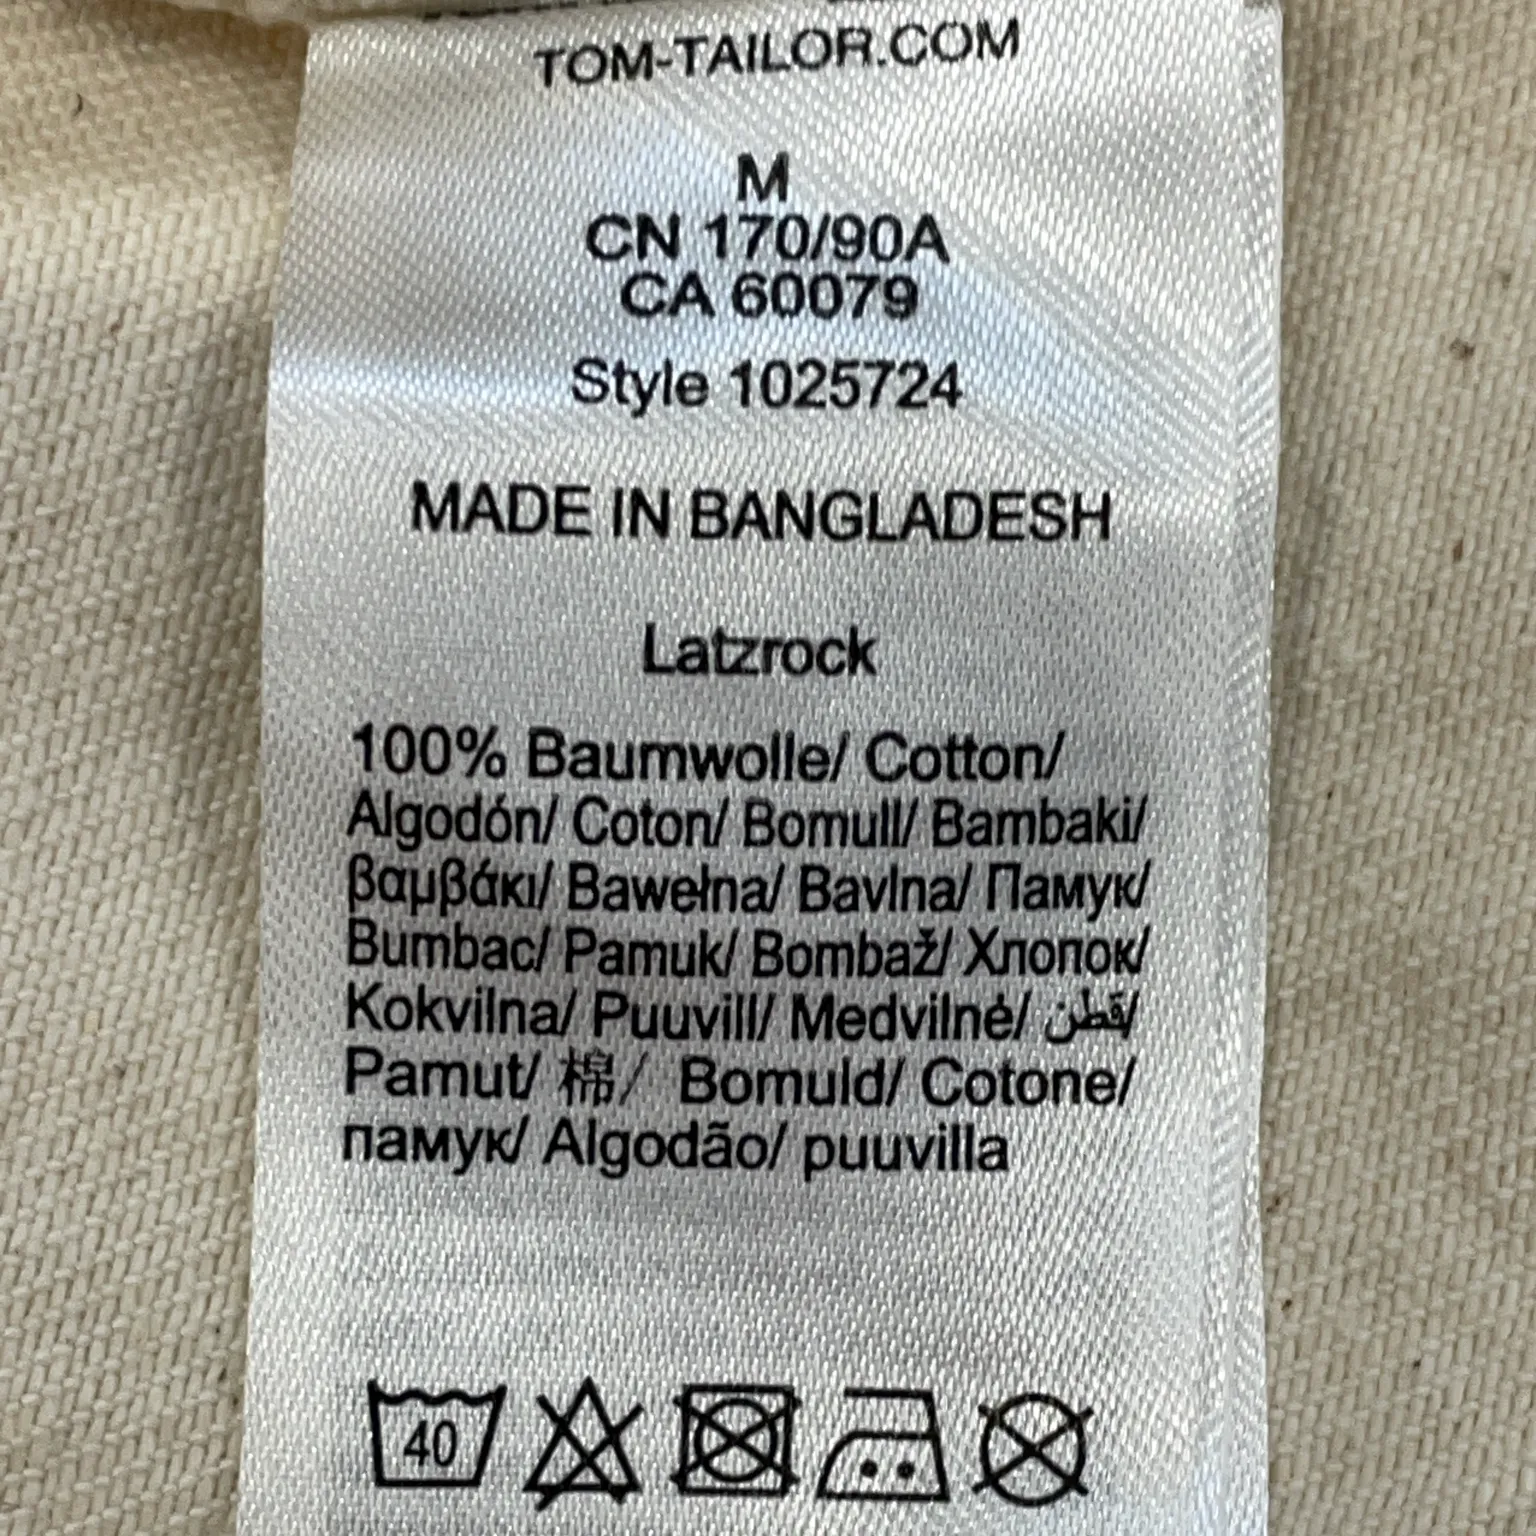 TOM-TAILOR.COM
M
CN 170/90A
CA 60079
Style 1025724
MADE IN BANGLADESH
Latzrock
100% Baumwolle/ Cotton/
Algodón/ Coton/ Bomull/ Bambaki/
βαμβάκι/ Bawełna/ Bavlna/ Памук/
Bumbac/ Pamuk/ Bombaž/ Хлопок/
Kokvilna/ Puuvill/ Medvilnė/ قطن/
Pamut/ 棉/ Bomuld/ Cotone/
памук/ Algodão/ puuvilla
40